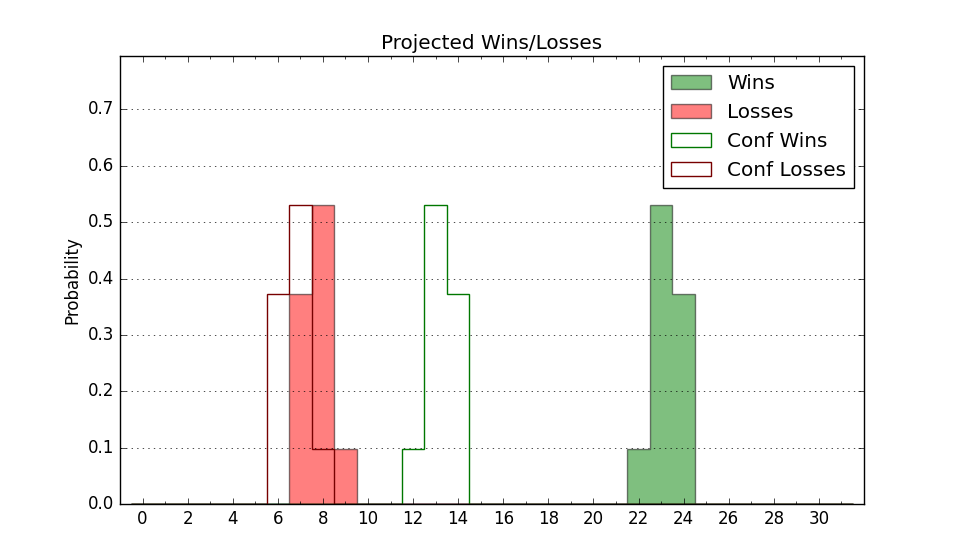 Projected Wins/Losses
Wins
Losses
Conf Wins
Conf Losses
Probability
0.7
0.6
0.5
0.4
0.3
0.2
0.1
0.0
0 2 4 6 8 10 12 14 16 18 20 22 24 26 28 30